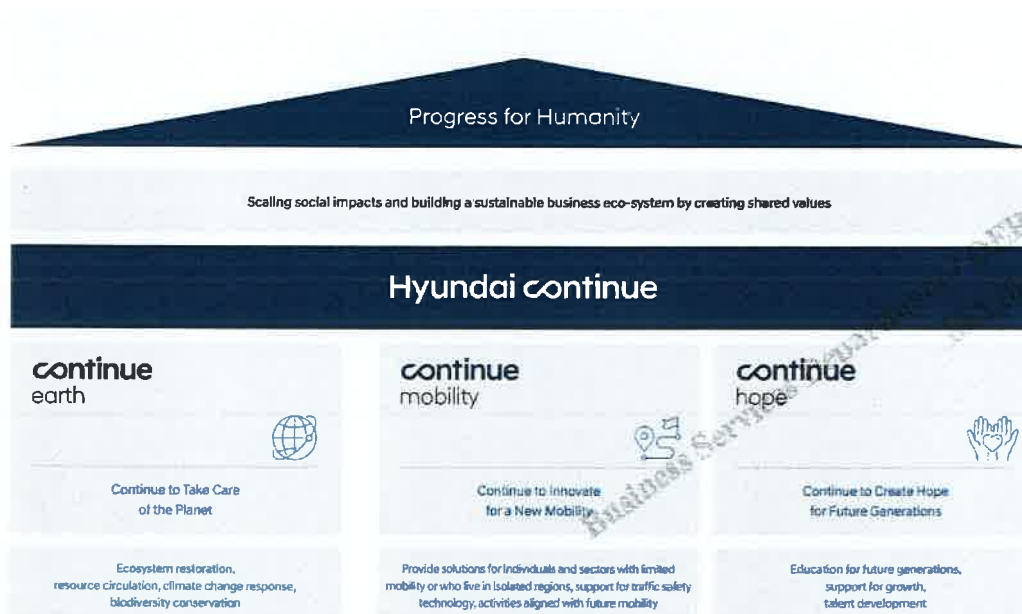 Progress for Humanity
Scaling social impacts and building a sustainable business eco-system by creating shared values
Hyundai continue
continue
earth
Continue to Take Care
of the Planet
Ecosystem restoration,
resource circulation, climate change response,
biodiversity conservation
continue
mobility
Continue to Innovate
for a New Mobility
Provide solutions for individuals and sectors with limited
mobility or who live in isolated regions, support for traffic safety
technology, activities aligned with future mobility
continue
hope
Continue to Create Hope
for Future Generations
Education for future generations,
support for growth,
talent development
Business Services